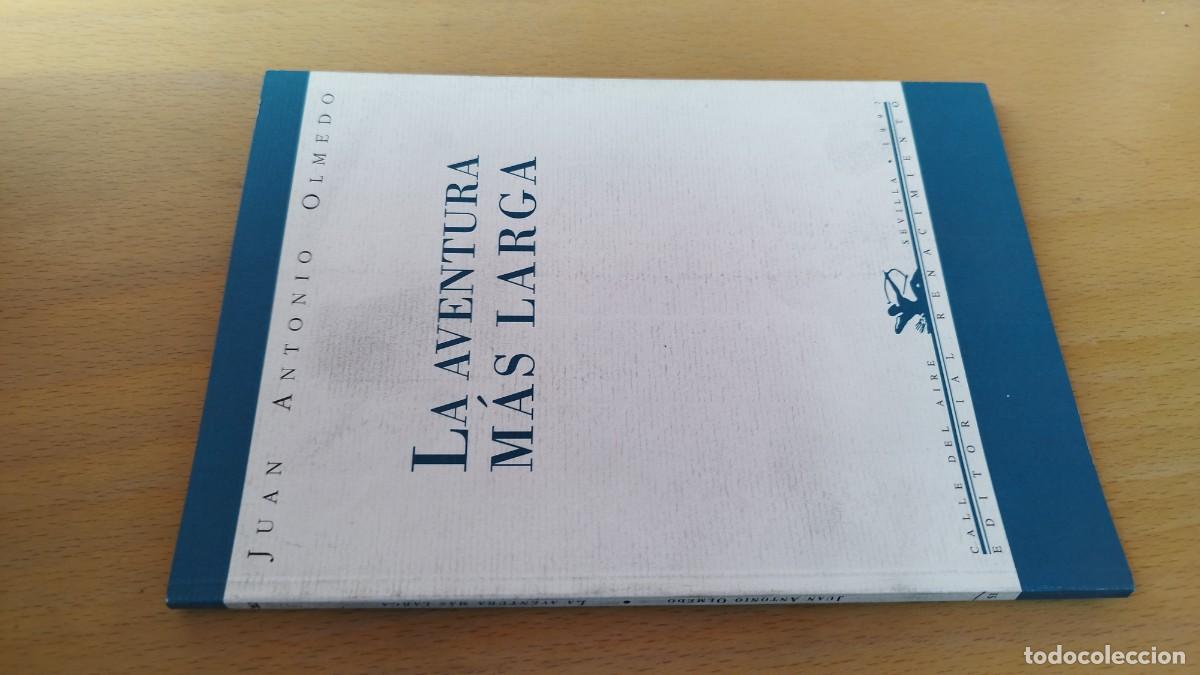 JUAN ANTONIO OLMEDO
LA AVENTURA
MÁS LARGA
CALLE DEL AIRE SEVILLA • 1997
EDITORIAL RENACIMIENTO
JUAN ANTONIO OLMEDO • LA AVENTURA MÁS LARGA
todocoleccion